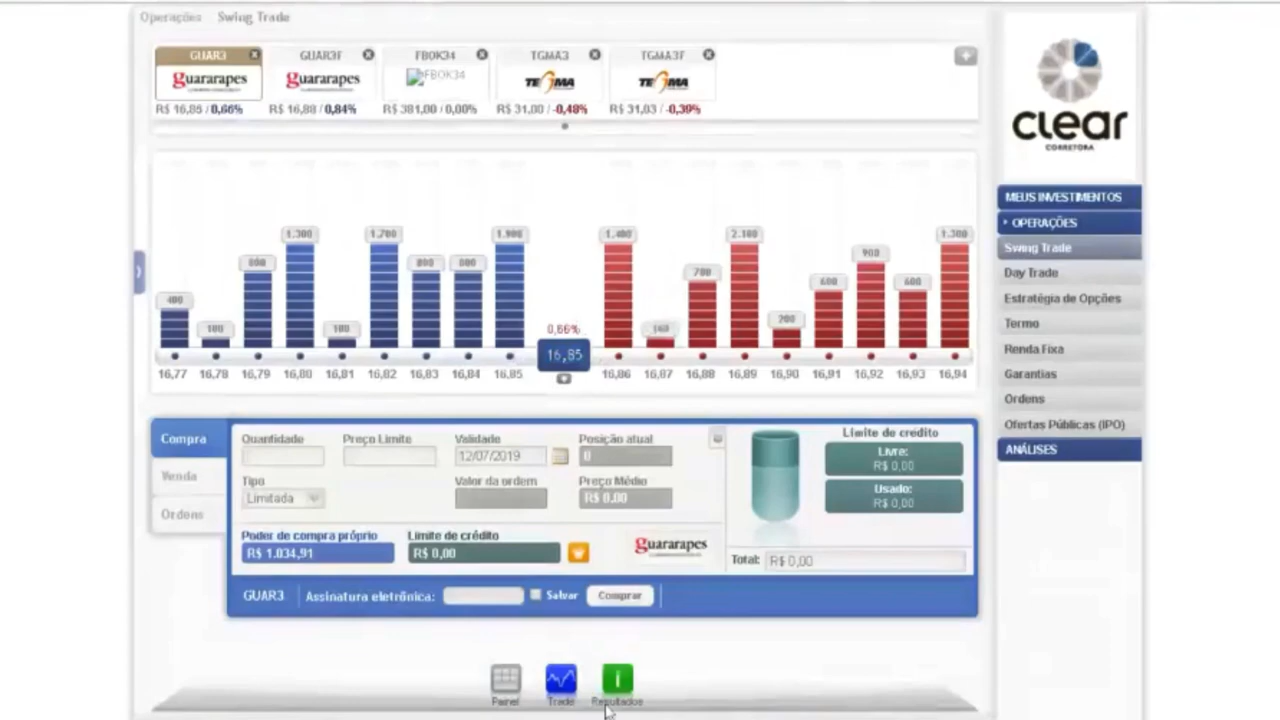 Operações Swing Trade
GUAR3 GUAR3F FBOK34 TGMA3 TGMA3F
guararapes guararapes FBOK34 TEGMA TEGMA
R$ 16,85 / 0,66% R$ 16,88 / 0,84% R$ 381,00 / 0,00% R$ 31,00 / -0,48% R$ 31,03 / -0,39%
clear
CORRETORA
MEUS INVESTIMENTOS
OPERAÇÕES
Swing Trade
Day Trade
Estratégia de Opções
Termo
Renda Fixa
Garantias
Ordens
Ofertas Públicas (IPO)
ANÁLISES
400 100 800 1.300 100 1.700 800 800 1.900 1.400 160 700 2.100 200 600 900 600 1.300
0,66%
16,85
16,77 16,78 16,79 16,80 16,81 16,82 16,83 16,84 16,85 16,86 16,87 16,88 16,89 16,90 16,91 16,92 16,93 16,94
Compra
Venda
Ordens
Quantidade Preço Limite Validade Posição atual
12/07/2019 0
Tipo Valor da ordem Preço Médio
Limitada R$ 0,00
Poder de compra próprio Limite de crédito
R$ 1.034,91 R$ 0,00
guararapes
Limite de crédito
Livre:
R$ 0,00
Usado:
R$ 0,00
Total: R$ 0,00
GUAR3 Assinatura eletrônica: Salvar Comprar
Painel Trade Resultados